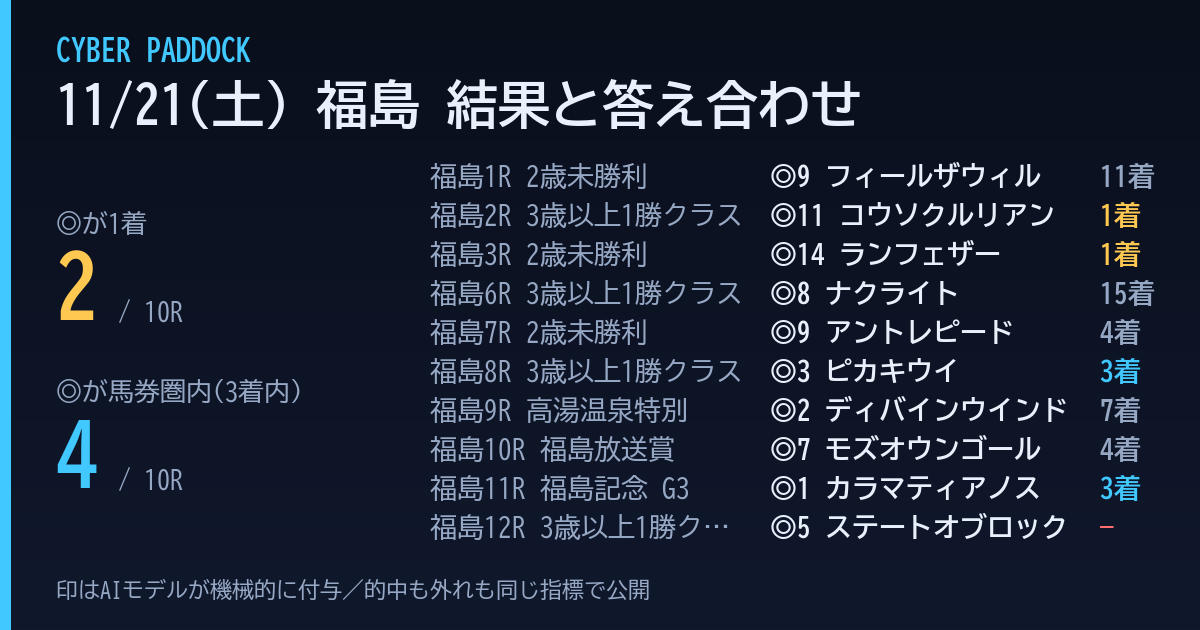 CYBER PADDOCK
11/21(土) 福島 結果と答え合わせ
◎が1着
2 / 10R
◎が馬券圏内(3着内)
4 / 10R
福島1R 2歳未勝利 ◎9 フィールザウィル 11着
福島2R 3歳以上1勝クラス ◎11 コウソクルリアン 1着
福島3R 2歳未勝利 ◎14 ランフェザー 1着
福島6R 3歳以上1勝クラス ◎8 ナクライト 15着
福島7R 2歳未勝利 ◎9 アントレピード 4着
福島8R 3歳以上1勝クラス ◎3 ピカキウイ 3着
福島9R 高湯温泉特別 ◎2 ディバインウインド 7着
福島10R 福島放送賞 ◎7 モズオウンゴール 4着
福島11R 福島記念 G3 ◎1 カラマティアノス 3着
福島12R 3歳以上1勝ク… ◎5 ステートオブロック –
印はAIモデルが機械的に付与／的中も外れも同じ指標で公開